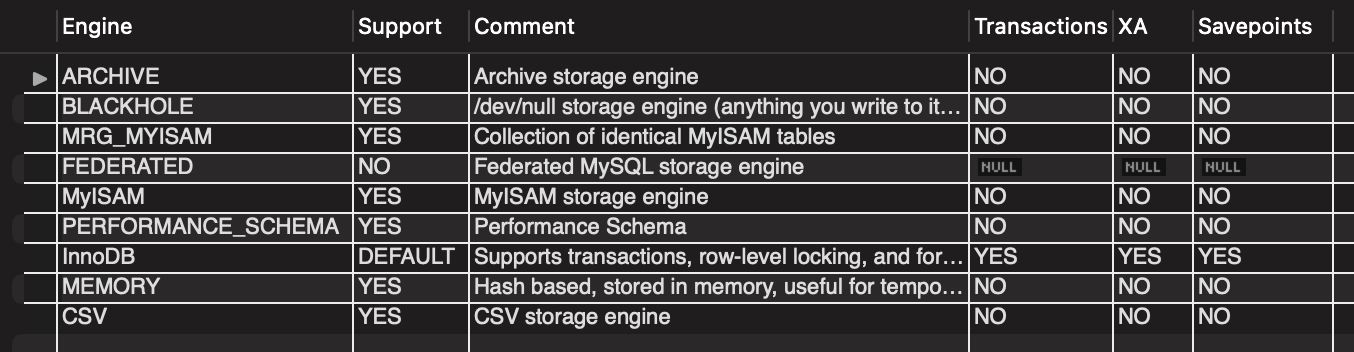 Engine Support Comment Transactions XA Savepoints
ARCHIVE YES Archive storage engine NO NO NO
BLACKHOLE YES /dev/null storage engine (anything you write to it… NO NO NO
MRG_MYISAM YES Collection of identical MyISAM tables NO NO NO
FEDERATED NO Federated MySQL storage engine NULL NULL NULL
MyISAM YES MyISAM storage engine NO NO NO
PERFORMANCE_SCHEMA YES Performance Schema NO NO NO
InnoDB DEFAULT Supports transactions, row-level locking, and for… YES YES YES
MEMORY YES Hash based, stored in memory, useful for tempo… NO NO NO
CSV YES CSV storage engine NO NO NO